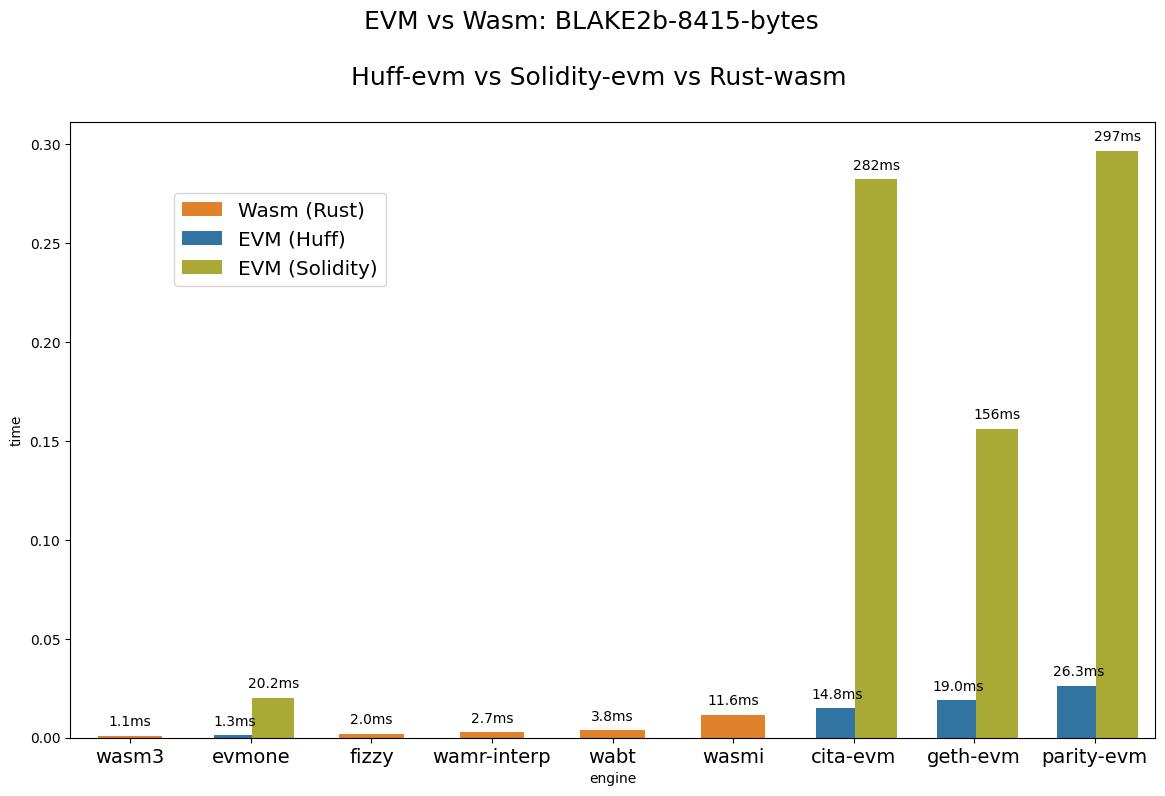 EVM vs Wasm: BLAKE2b-8415-bytes
Huff-evm vs Solidity-evm vs Rust-wasm
0.30
0.25
0.20
0.15
0.10
0.05
0.00
time
Wasm (Rust)
EVM (Huff)
EVM (Solidity)
1.1ms
1.3ms
20.2ms
2.0ms
2.7ms
3.8ms
11.6ms
14.8ms
282ms
19.0ms
156ms
26.3ms
297ms
wasm3 evmone fizzy wamr-interp wabt wasmi cita-evm geth-evm parity-evm
engine